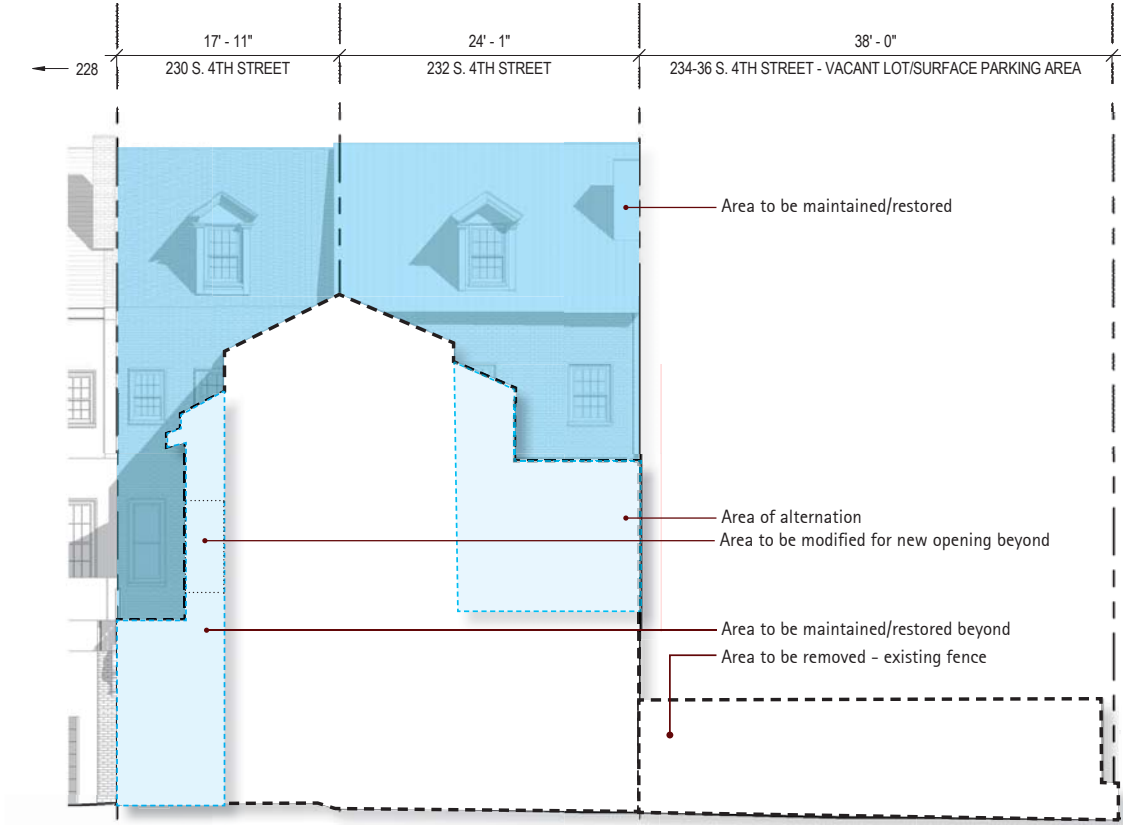 17' - 11"
24' - 1"
38' - 0"
228
230 S. 4TH STREET
232 S. 4TH STREET
234-36 S. 4TH STREET - VACANT LOT/SURFACE PARKING AREA
Area to be maintained/restored
Area of alternation
Area to be modified for new opening beyond
Area to be maintained/restored beyond
Area to be removed - existing fence